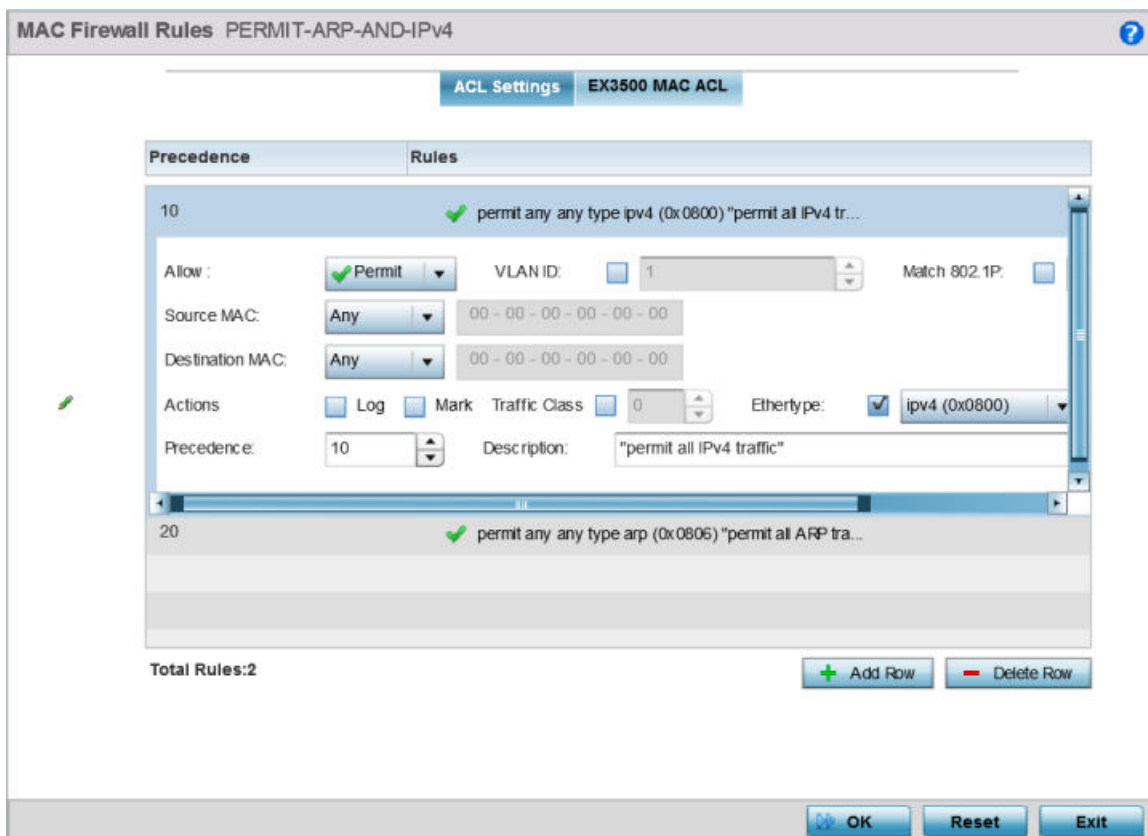 MAC Firewall Rules PERMIT-ARP-AND-IPv4
?
ACL Settings EX3500 MAC ACL
Precedence Rules
10 permit any any type ipv4 (0x0800) "permit all IPv4 tr...
Allow : Permit VLAN ID: 1 Match 802.1P:
Source MAC: Any 00 - 00 - 00 - 00 - 00 - 00
Destination MAC: Any 00 - 00 - 00 - 00 - 00 - 00
Actions Log Mark Traffic Class 0 Ethertype: ipv4 (0x0800)
Precedence: 10 Description: "permit all IPv4 traffic"
20 permit any any type arp (0x0806) "permit all ARP tra...
Total Rules:2 Add Row Delete Row
OK Reset Exit